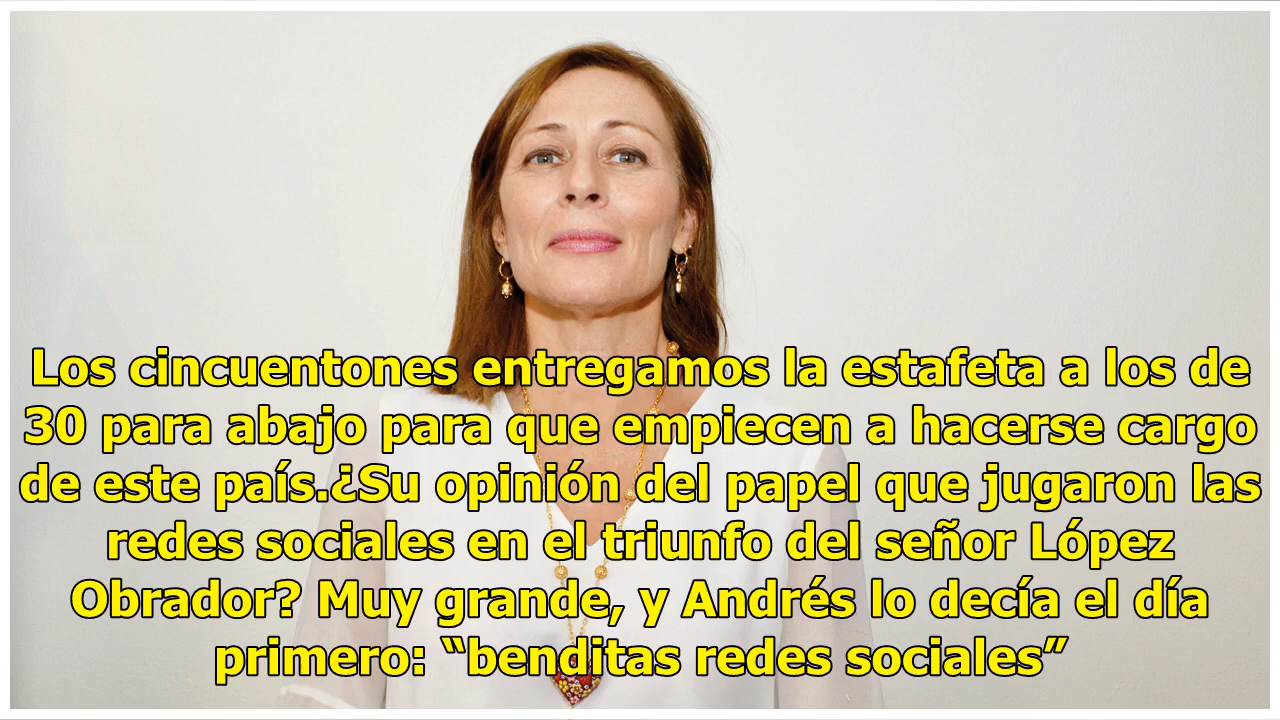 Los cincuentones entregamos la estafeta a los de
30 para abajo para que empiecen a hacerse cargo
de este país.¿Su opinión del papel que jugaron las
redes sociales en el triunfo del señor López
Obrador? Muy grande, y Andrés lo decía el día
primero: “benditas redes sociales”